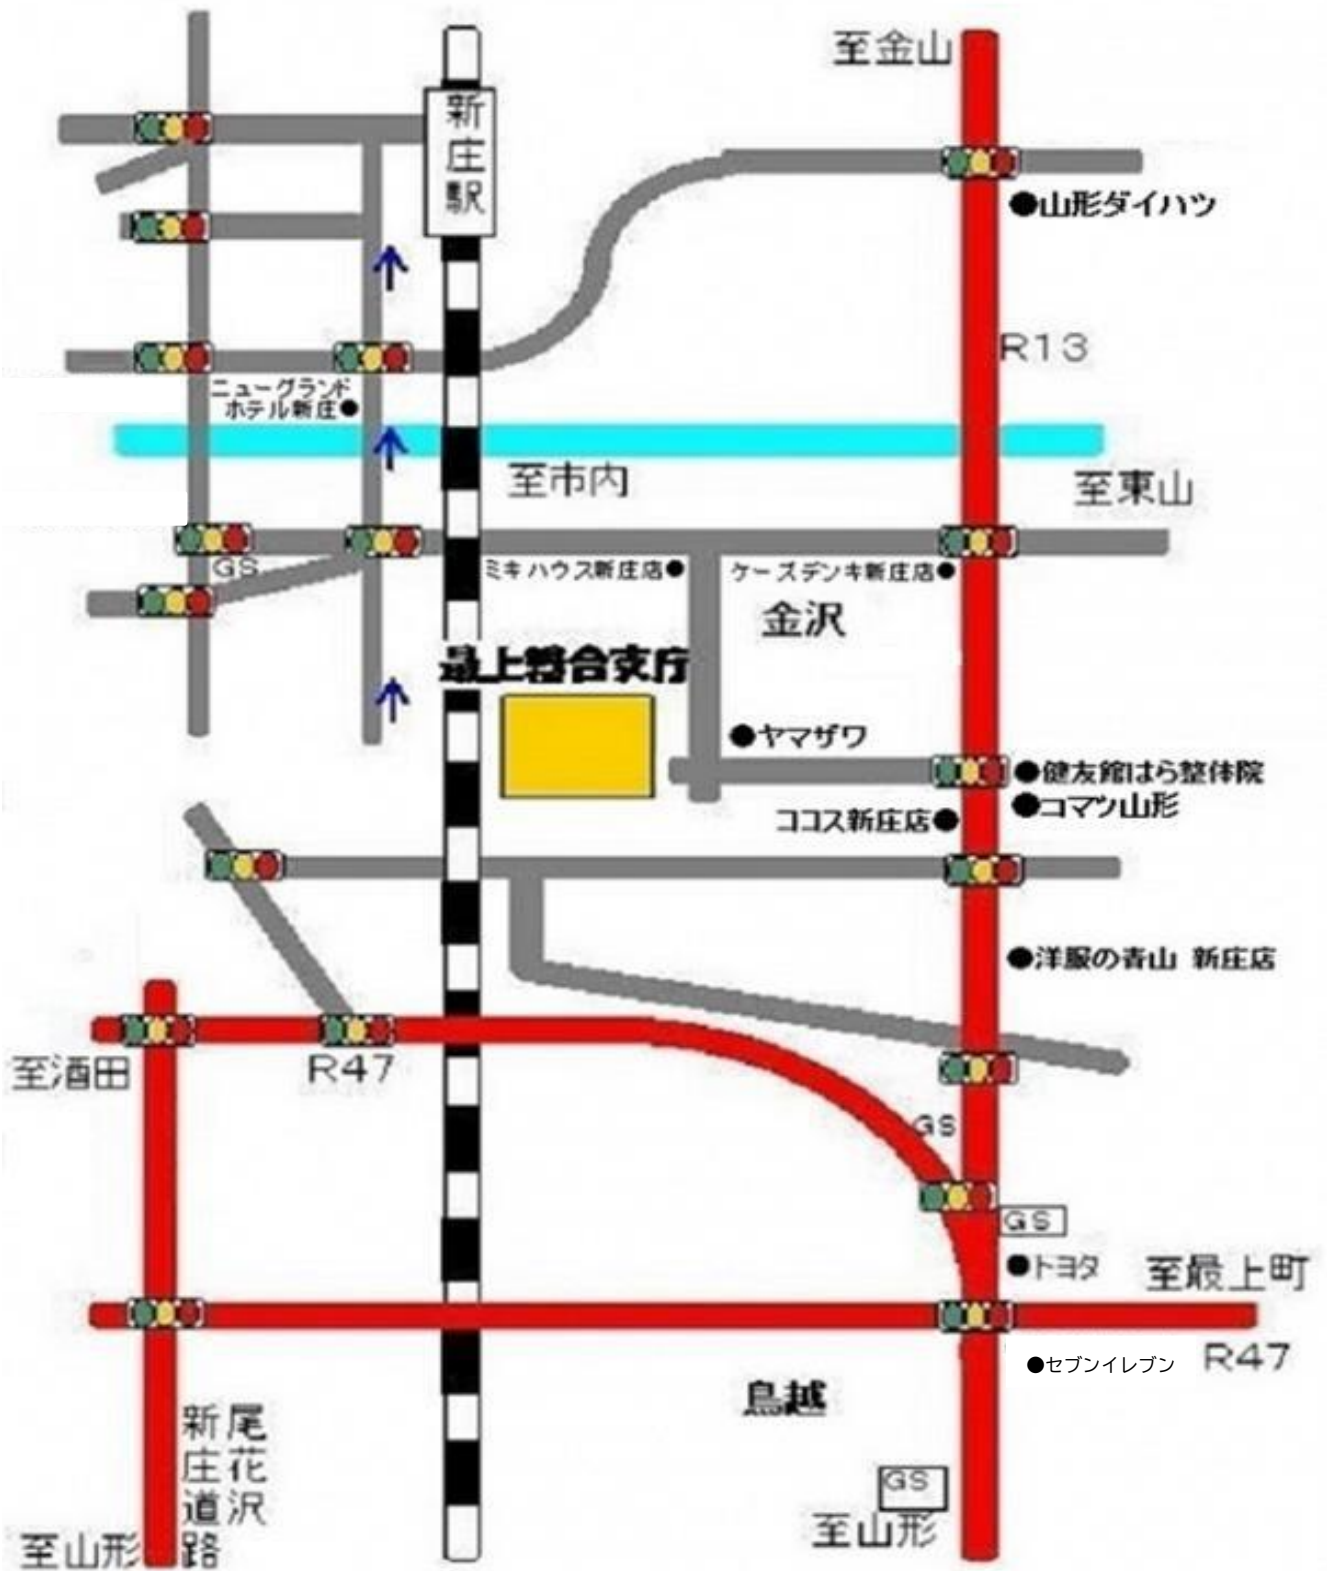 至金山
新庄駅
●山形ダイハツ
R13
ニューグランド
ホテル新庄●
至市内
至東山
GS
ミキハウス新庄店●
ケーズデンキ新庄店●
金沢
最上総合支庁
●ヤマザワ
●健友館はら整体院
●コマツ山形
ココス新庄店●
●洋服の青山 新庄店
至酒田
R47
GS
GS
●トヨタ
至最上町
●セブンイレブン
R47
鳥越
尾花沢
新庄道路
GS
至山形
至山形